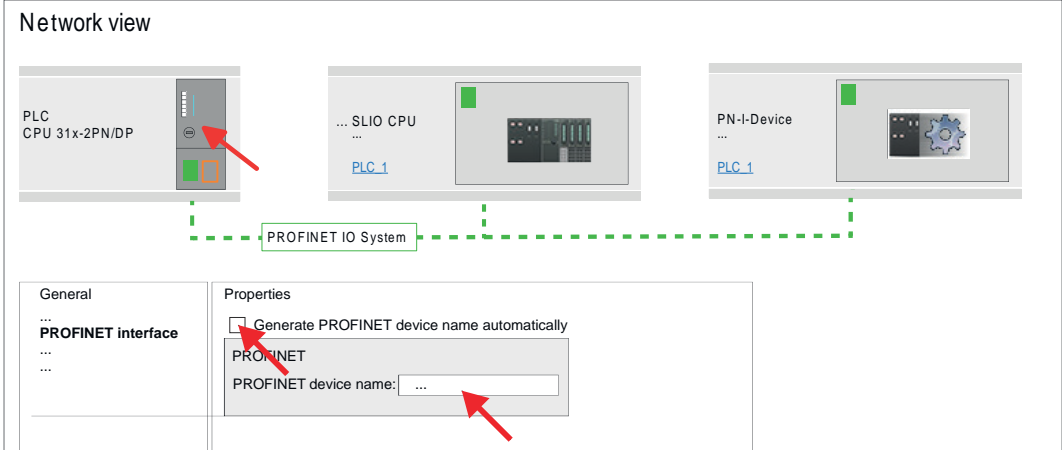 Network view
PLC
CPU 31x-2PN/DP
... SLIO CPU
...
PLC_1
PN-I-Device
...
PLC_1
PROFINET IO System
General
...
PROFINET interface
...
...
Properties
Generate PROFINET device name automatically
PROFINET
PROFINET device name: ...